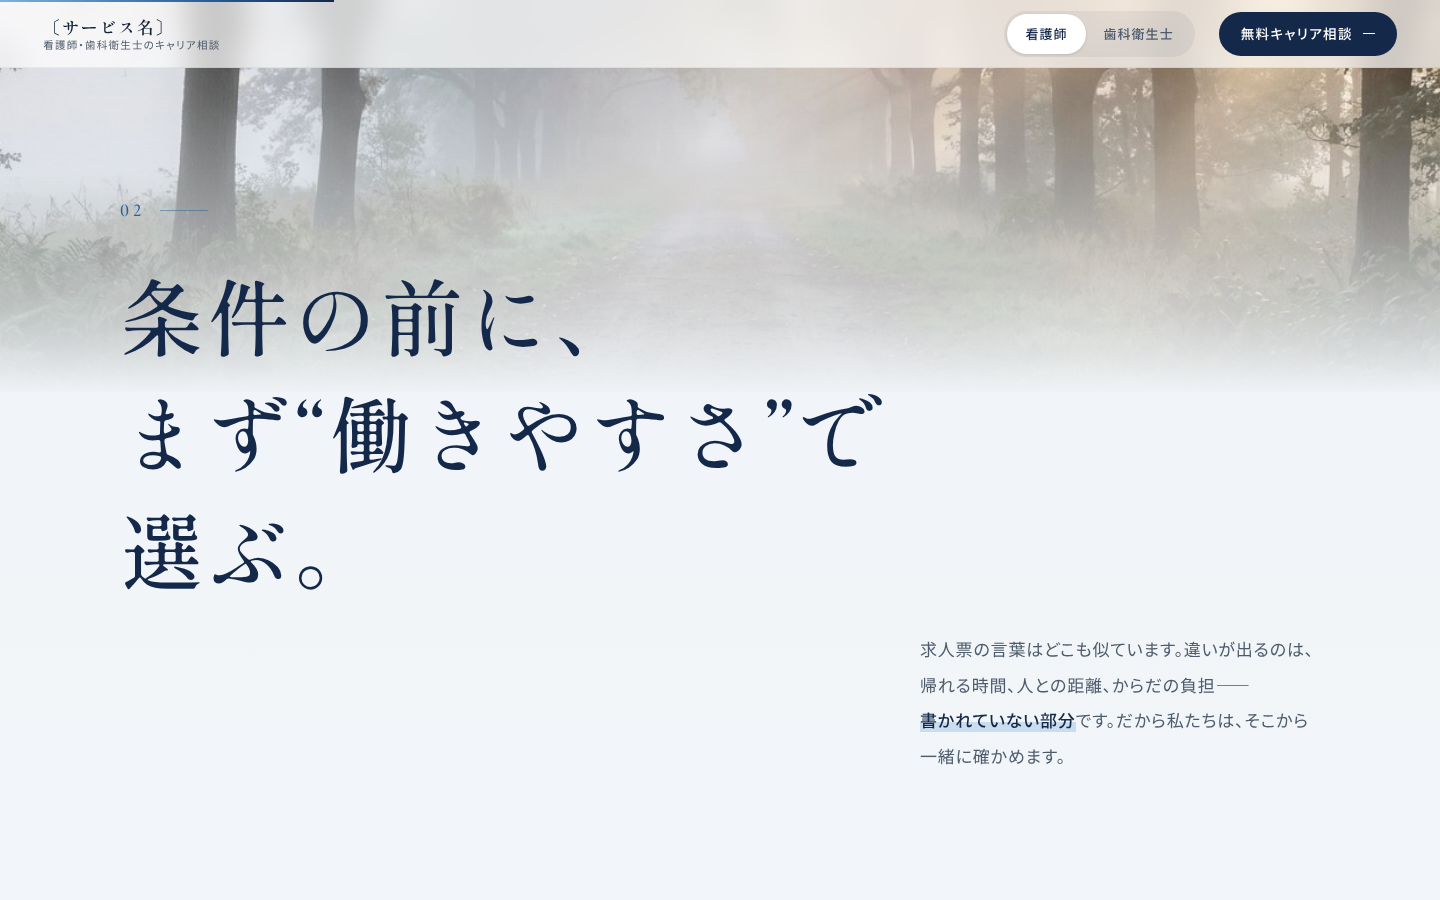 〔サービス名〕
看護師・歯科衛生士のキャリア相談
看護師
歯科衛生士
無料キャリア相談
02
条件の前に、
まず“働きやすさ”で
選ぶ。
求人票の言葉はどこも似ています。違いが出るのは、
帰れる時間、人との距離、からだの負担――
書かれていない部分です。だから私たちは、そこから
一緒に確かめます。